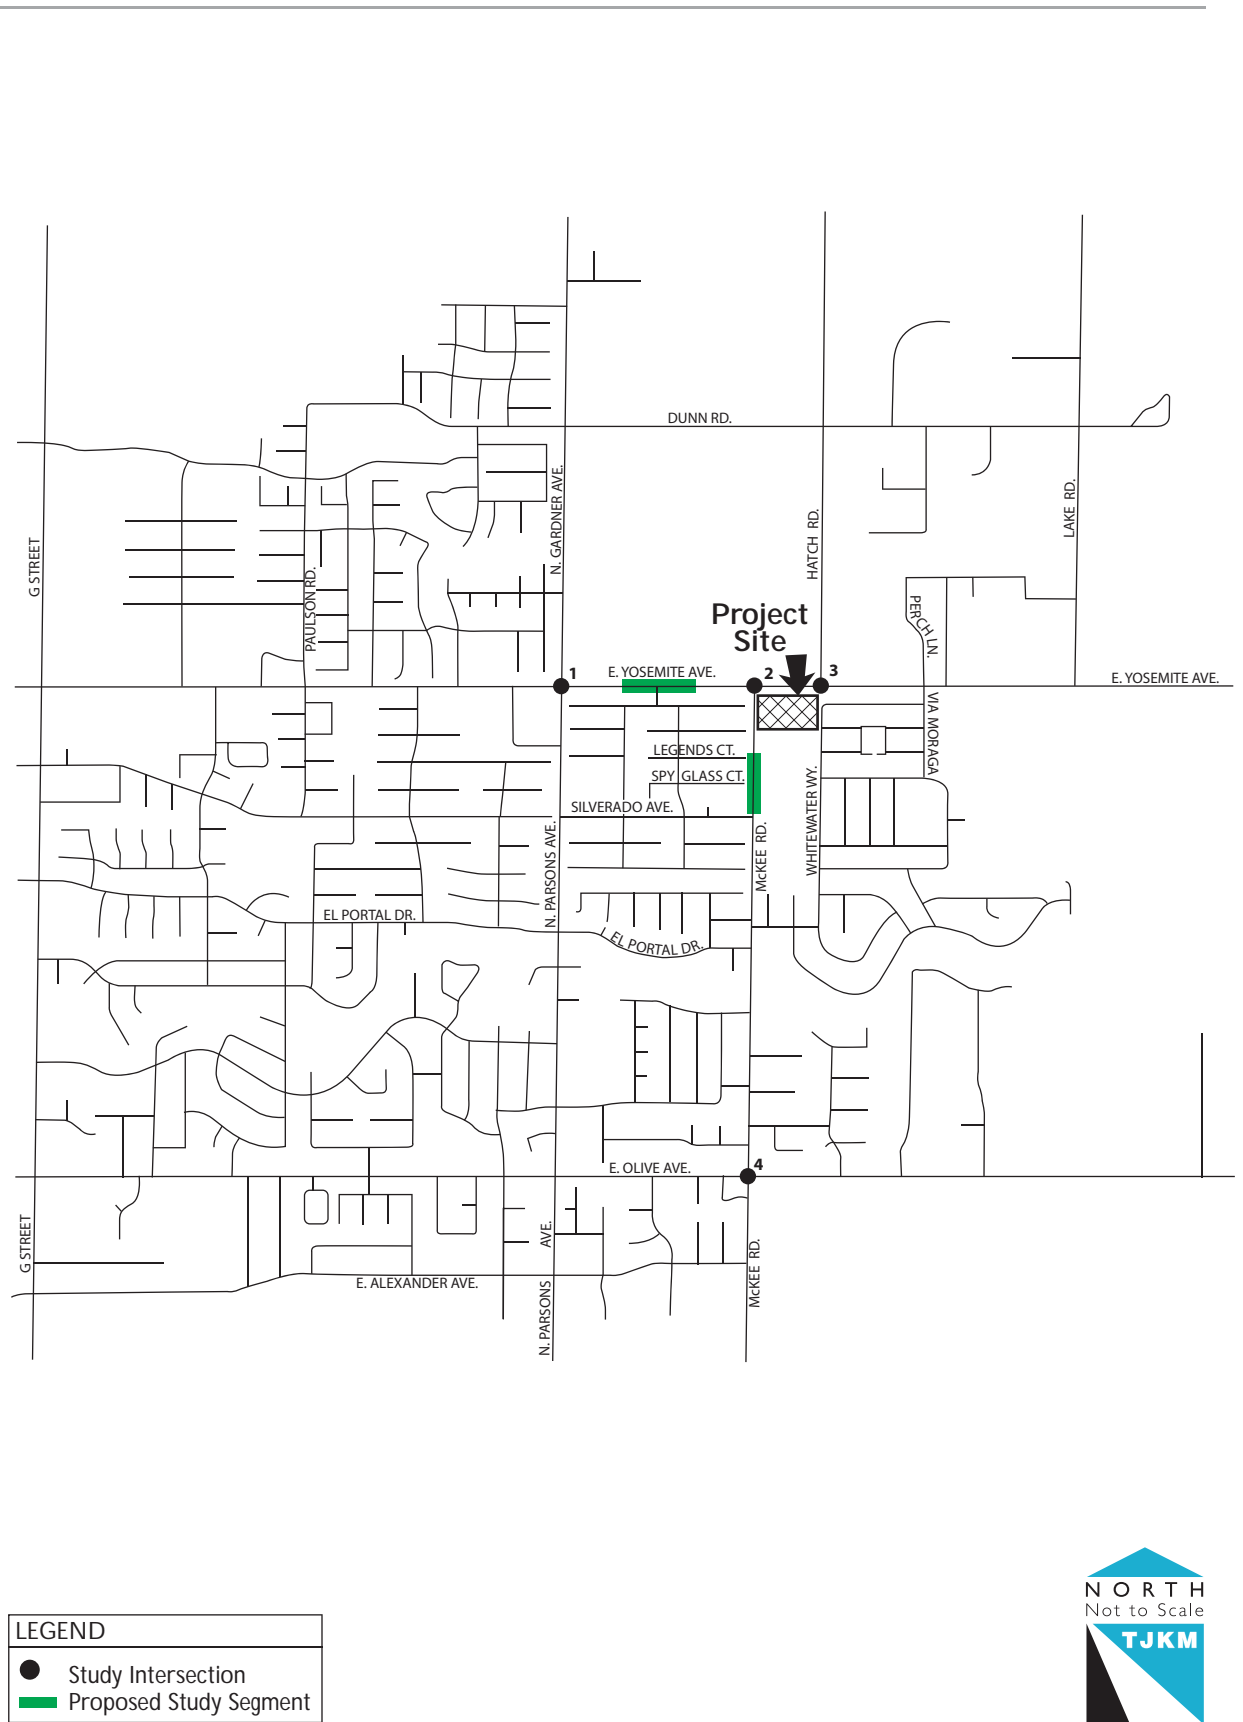 DUNN RD.
N. GARDNER AVE.
HATCH RD.
LAKE RD.
G STREET
PAULSON RD.
PERCH LN.
Project
Site
1
E. YOSEMITE AVE.
2
3
E. YOSEMITE AVE.
VIA MORAGA
LEGENDS CT.
SPY GLASS CT.
SILVERADO AVE.
WHITEWATER WY.
McKEE RD.
N. PARSONS AVE.
EL PORTAL DR.
EL PORTAL DR.
E. OLIVE AVE.
4
G STREET
N. PARSONS AVE.
McKEE RD.
E. ALEXANDER AVE.
NORTH
Not to Scale
TJKM
LEGEND
Study Intersection
Proposed Study Segment